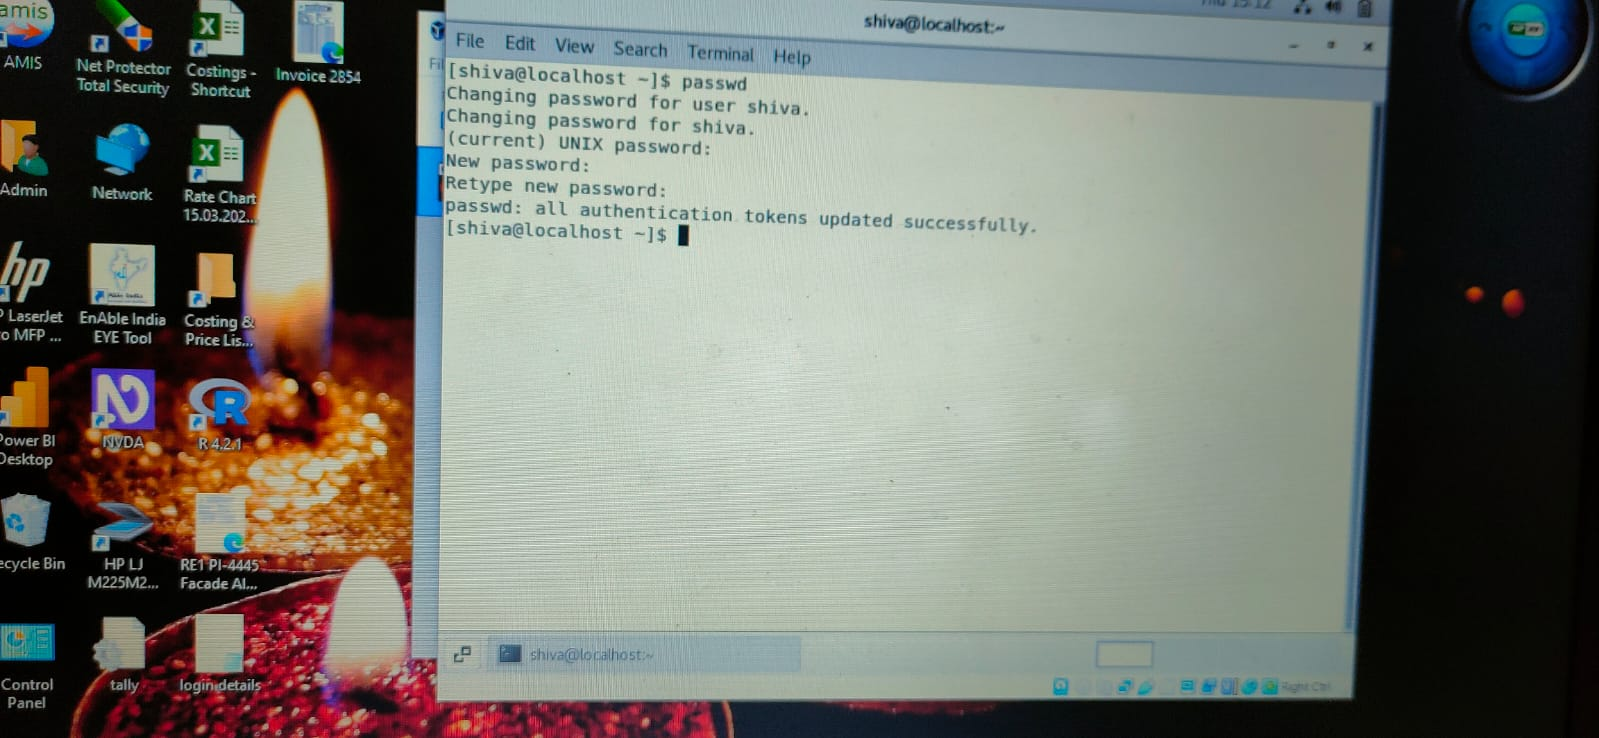 amis
AMIS
Net Protector
Total Security
Costings -
Shortcut
Invoice 2854
Admin
Network
Rate Chart
15.03.202...
hp
LaserJet
MFP ...
EnAble India
EYE Tool
Costing &
Price Lis...
Power BI
Desktop
NVDA
R
R 4.2.1
ecycle Bin
HP LJ
M225M2...
RE1 PI-4445
Facade Al...
Control
Panel
tally
login details
shiva@localhost:~
File Edit View Search Terminal Help
[shiva@localhost ~]$ passwd
Changing password for user shiva.
Changing password for shiva.
(current) UNIX password:
New password:
Retype new password:
passwd: all authentication tokens updated successfully.
[shiva@localhost ~]$
shiva@localhost:~
Right Ctrl